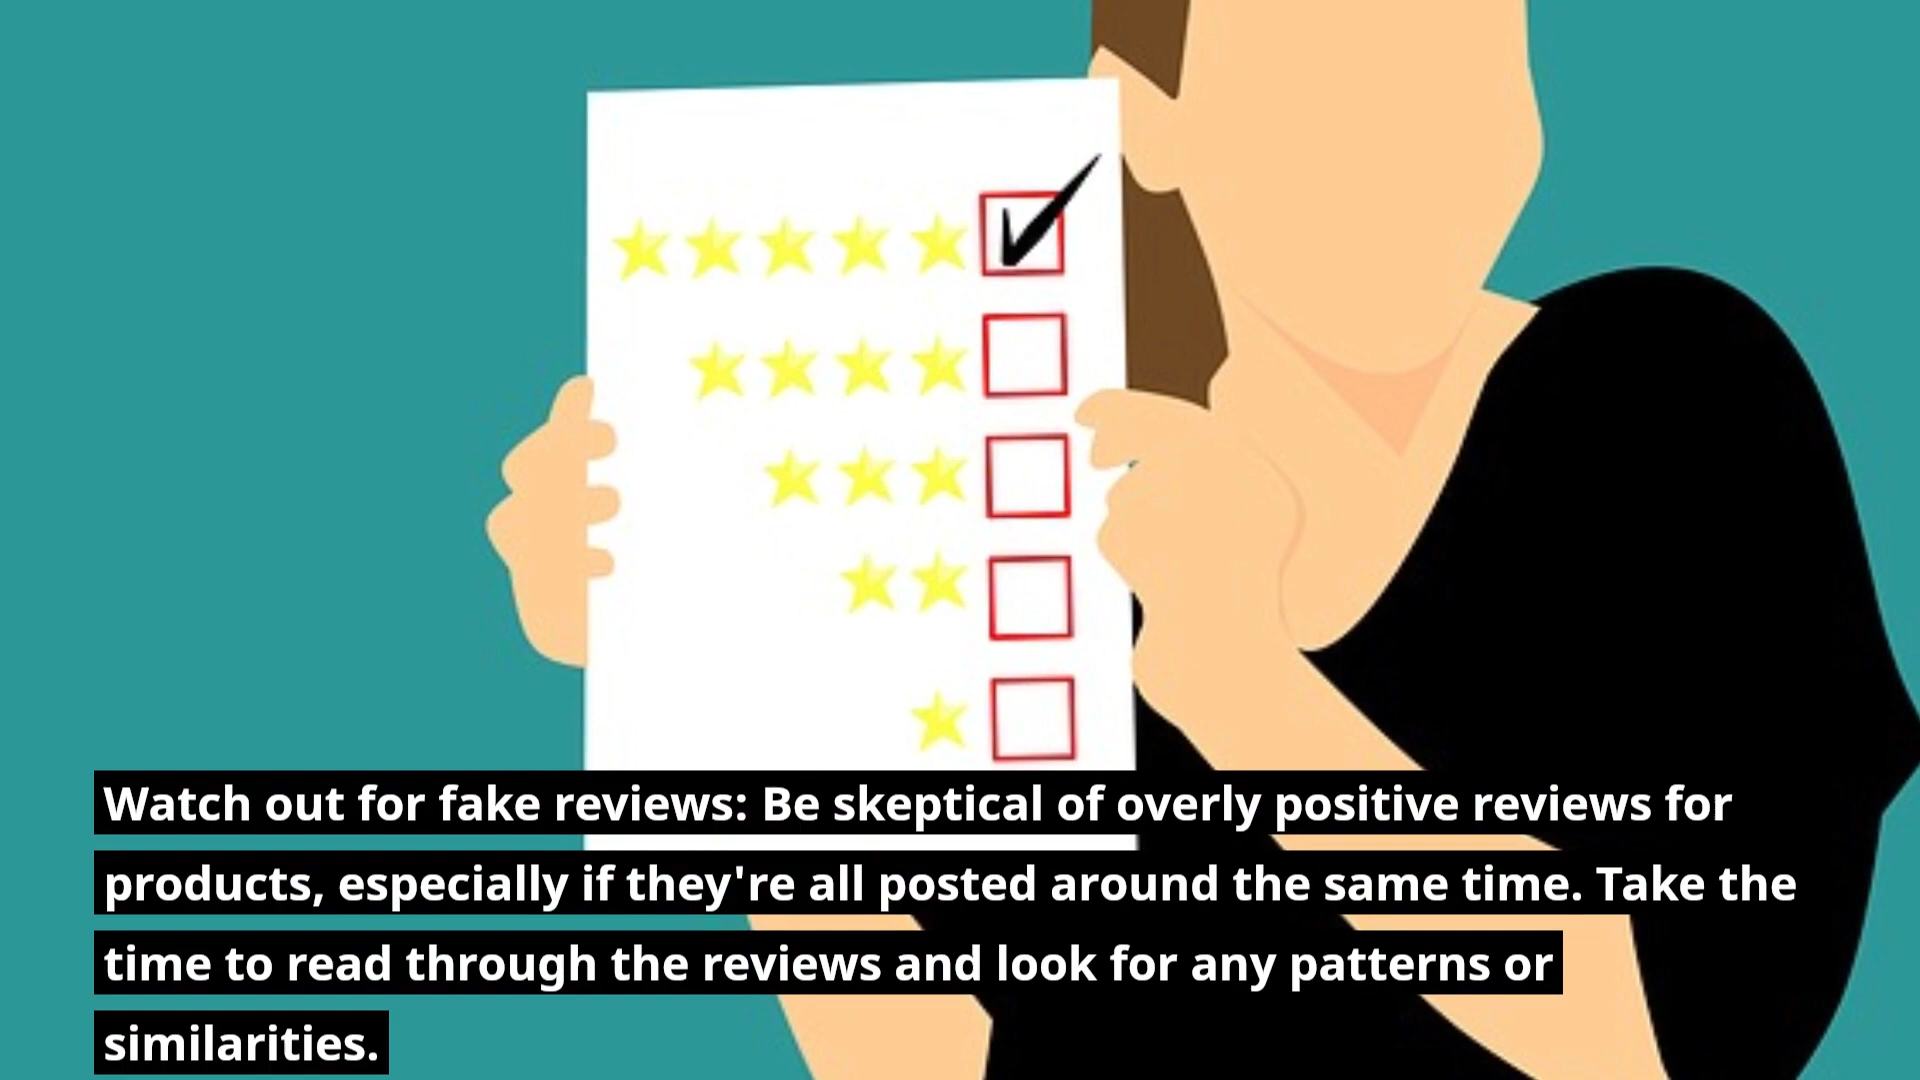 Watch out for fake reviews: Be skeptical of overly positive reviews for
products, especially if they're all posted around the same time. Take the
time to read through the reviews and look for any patterns or
similarities.